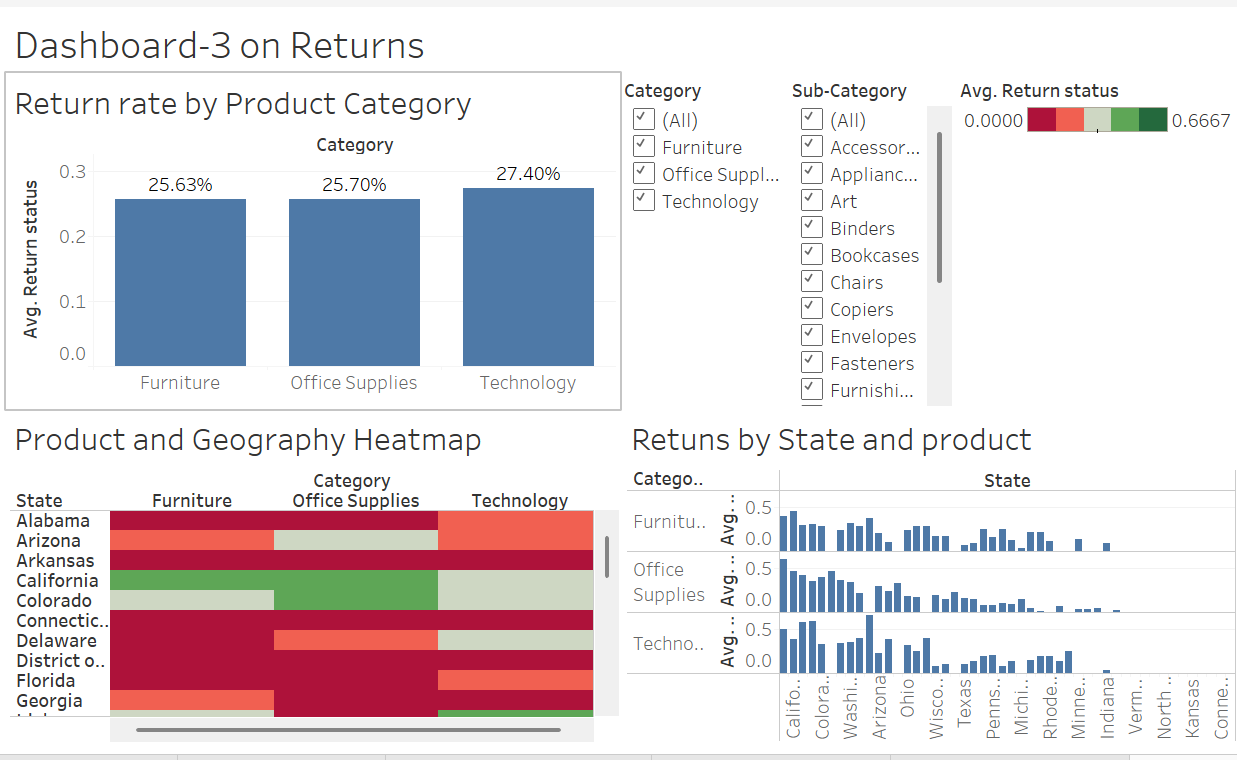 Dashboard-3 on Returns
Return rate by Product Category
Category
Avg. Return status
0.3
0.2
0.1
0.0
25.63%
25.70%
27.40%
Furniture
Office Supplies
Technology
Category
(All)
Furniture
Office Suppl...
Technology
Sub-Category
(All)
Accessor...
Applianc...
Art
Binders
Bookcases
Chairs
Copiers
Envelopes
Fasteners
Furnishi...
Avg. Return status
0.0000
0.6667
Product and Geography Heatmap
Category
State
Furniture
Office Supplies
Technology
Alabama
Arizona
Arkansas
California
Colorado
Connectic..
Delaware
District o..
Florida
Georgia
Retuns by State and product
Catego..
State
Furnitu..
Avg...
0.5
0.0
Office
Supplies
Avg...
0.5
0.0
Techno..
Avg...
0.5
0.0
Califo..
Colora..
Washi..
Arizona
Ohio
Wisco..
Texas
Penns..
Michi..
Rhode..
Minne..
Indiana
Verm..
North ..
Kansas
Conne..